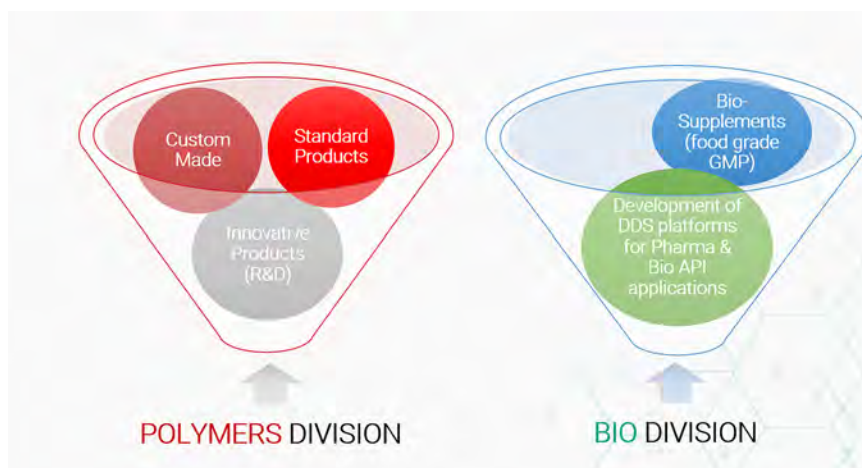 Custom
Made
Standard
Products
Innovative
Products
(R&D)
POLYMERS DIVISION
Bio-
Supplements
(food grade
GMP)
Development of
DDS platforms
for Pharma &
Bio API
applications
BIO DIVISION